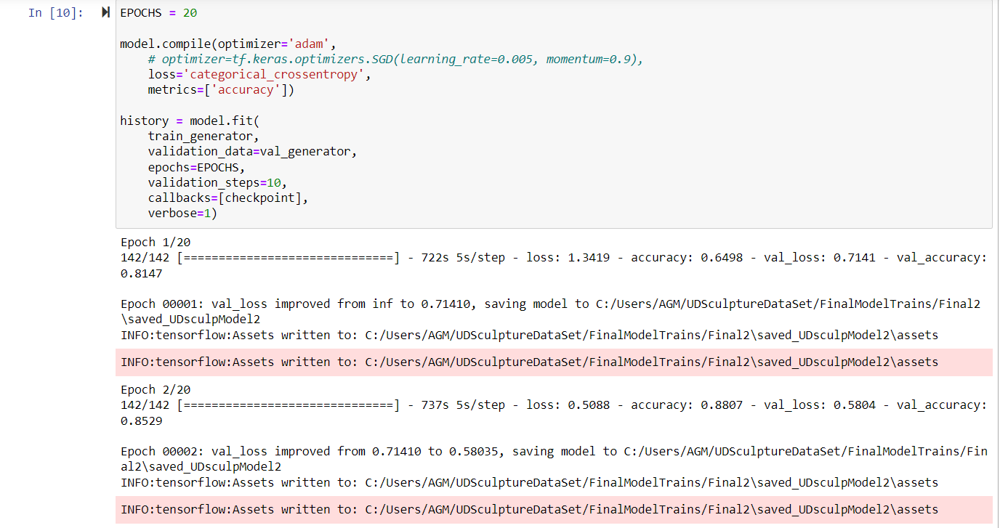 In [10]:
EPOCHS = 20
model.compile(optimizer='adam',
# optimizer=tf.keras.optimizers.SGD(learning_rate=0.005, momentum=0.9),
loss='categorical_crossentropy',
metrics=['accuracy'])
history = model.fit(
train_generator,
validation_data=val_generator,
epochs=EPOCHS,
validation_steps=10,
callbacks=[checkpoint],
verbose=1)
Epoch 1/20
142/142 [==============================] - 722s 5s/step - loss: 1.3419 - accuracy: 0.6498 - val_loss: 0.7141 - val_accuracy:
0.8147
Epoch 00001: val_loss improved from inf to 0.71410, saving model to C:/Users/AGM/UDSculptureDataSet/FinalModelTrains/Final2
\saved_UDsculpModel2
INFO:tensorflow:Assets written to: C:/Users/AGM/UDSculptureDataSet/FinalModelTrains/Final2\saved_UDsculpModel2\assets
INFO:tensorflow:Assets written to: C:/Users/AGM/UDSculptureDataSet/FinalModelTrains/Final2\saved_UDsculpModel2\assets
Epoch 2/20
142/142 [==============================] - 737s 5s/step - loss: 0.5088 - accuracy: 0.8807 - val_loss: 0.5804 - val_accuracy:
0.8529
Epoch 00002: val_loss improved from 0.71410 to 0.58035, saving model to C:/Users/AGM/UDSculptureDataSet/FinalModelTrains/Fin
al2\saved_UDsculpModel2
INFO:tensorflow:Assets written to: C:/Users/AGM/UDSculptureDataSet/FinalModelTrains/Final2\saved_UDsculpModel2\assets
INFO:tensorflow:Assets written to: C:/Users/AGM/UDSculptureDataSet/FinalModelTrains/Final2\saved_UDsculpModel2\assets